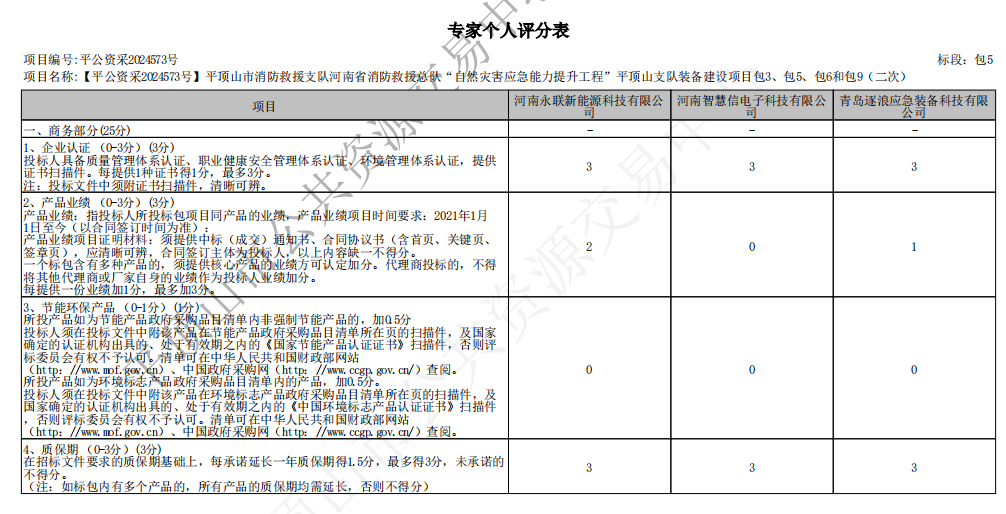 专家个人评分表
项目编号:平公资采2024573号
标段：包5
项目名称:【平公资采2024573号】平顶山市消防救援支队河南省消防救援总队“自然灾害应急能力提升工程”平顶山支队装备建设项目包3、包5、包6和包9（二次）
项目
河南永联新能源科技有限公
司
河南智慧信电子科技有限公
司
青岛逐浪应急装备科技有限
公司
一、商务部分(25分)
-
-
-
1、企业认证 （0-3分）(3分)
投标人具备质量管理体系认证、职业健康安全管理体系认证、环境管理体系认证，提供
证书扫描件。每提供1种证书得1分，最多3分。
注：投标文件中须附证书扫描件，清晰可辨。
3
3
3
2、产品业绩 （0-3分）(3分)
产品业绩：指投标人所投标包项目同产品的业绩，产品业绩项目时间要求：2021年1月
1日至今（以合同签订时间为准）；
产品业绩项目证明材料：须提供中标（成交）通知书、合同协议书（含首页、关键页、
签章页），应清晰可辨，合同签订主体为投标人，以上内容缺一不得分。
一个标包含有多种产品的，须提供核心产品的业绩方可认定加分。代理商投标的，不得
将其他代理商或厂家自身的业绩作为投标人业绩加分。
每提供一份业绩加1分，最多加3分。
2
0
1
3、节能环保产品 （0-1分）(1分)
所投产品如为节能产品政府采购品目清单内非强制节能产品的，加0.5分
投标人须在投标文件中附该产品在节能产品政府采购品目清单所在页的扫描件，及国家
确定的认证机构出具的、处于有效期之内的《国家节能产品认证证书》扫描件，否则评
标委员会有权不予认可。清单可在中华人民共和国财政部网站
（http：//www.mof.gov.cn）、中国政府采购网（http：//www.ccgp.gov.cn/）查阅。
所投产品如为环境标志产品政府采购品目清单内的产品，加0.5分。
投标人须在投标文件中附该产品在环境标志产品政府采购品目清单所在页的扫描件，及
国家确定的认证机构出具的、处于有效期之内的《中国环境标志产品认证证书》扫描件
，否则评标委员会有权不予认可。清单可在中华人民共和国财政部网站
（http：//www.mof.gov.cn）、中国政府采购网（http：//www.ccgp.gov.cn/）查阅。
0
0
0
4、质保期 （0-3分）(3分)
在招标文件要求的质保期基础上，每承诺延长一年质保期得1.5分，最多得3分，未承诺的
不得分。
（注：如标包内有多个产品的，所有产品的质保期均需延长，否则不得分）
3
3
3